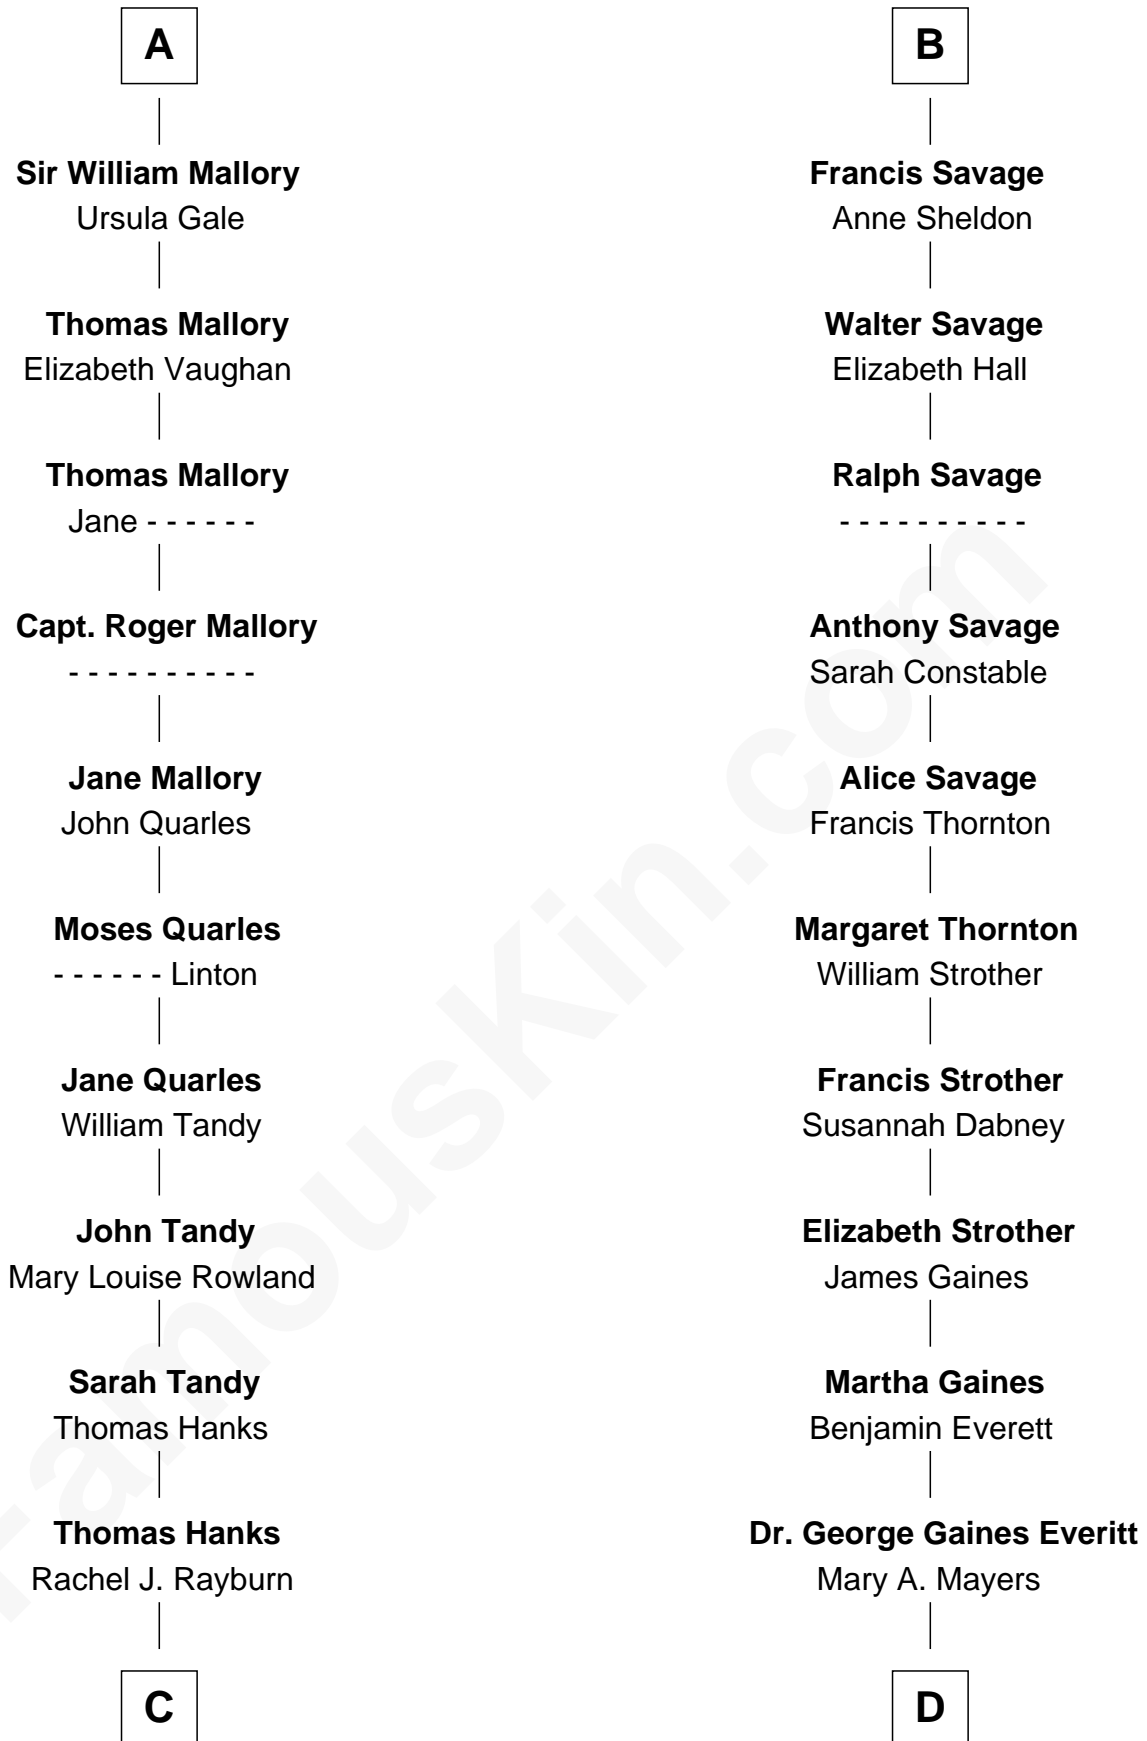 A
Sir William Mallory
Ursula Gale
Thomas Mallory
Elizabeth Vaughan
Thomas Mallory
Jane - - - - - -
Capt. Roger Mallory
- - - - - - - - - -
Jane Mallory
John Quarles
Moses Quarles
- - - - - - Linton
Jane Quarles
William Tandy
John Tandy
Mary Louise Rowland
Sarah Tandy
Thomas Hanks
Thomas Hanks
Rachel J. Rayburn
C
B
Francis Savage
Anne Sheldon
Walter Savage
Elizabeth Hall
Ralph Savage
- - - - - - - - - -
Anthony Savage
Sarah Constable
Alice Savage
Francis Thornton
Margaret Thornton
William Strother
Francis Strother
Susannah Dabney
Elizabeth Strother
James Gaines
Martha Gaines
Benjamin Everett
Dr. George Gaines Everitt
Mary A. Mayers
D
FamousKin.com